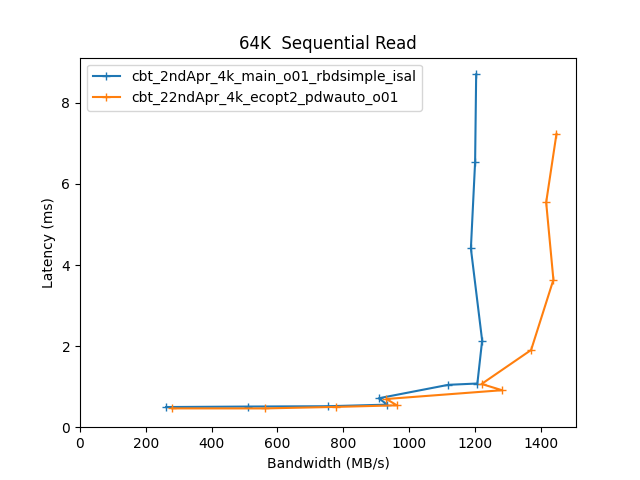 64K  Sequential Read
cbt_2ndApr_4k_main_o01_rbdsimple_isal
cbt_22ndApr_4k_ecopt2_pdwauto_o01
8
6
4
2
0
Latency (ms)
0 200 400 600 800 1000 1200 1400
Bandwidth (MB/s)